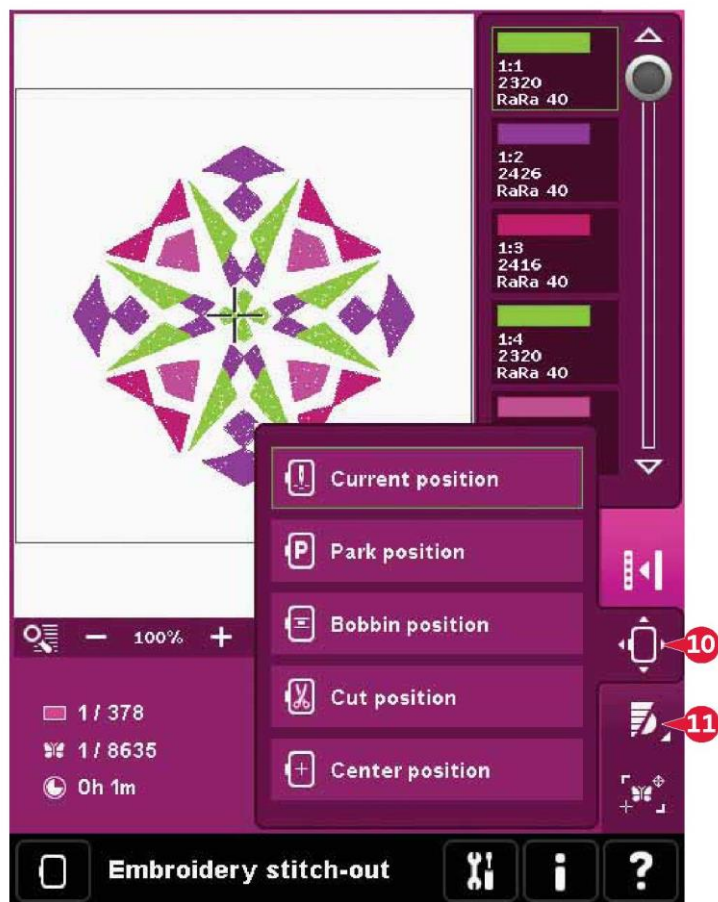 1:1
2320
RaRa 40
1:2
2426
RaRa 40
1:3
2416
RaRa 40
1:4
2320
RaRa 40
Current position
P Park position
Bobbin position
Cut position
Center position
100%
10
11
1 / 378
1 / 8635
0h 1m
Embroidery stitch-out
i
?